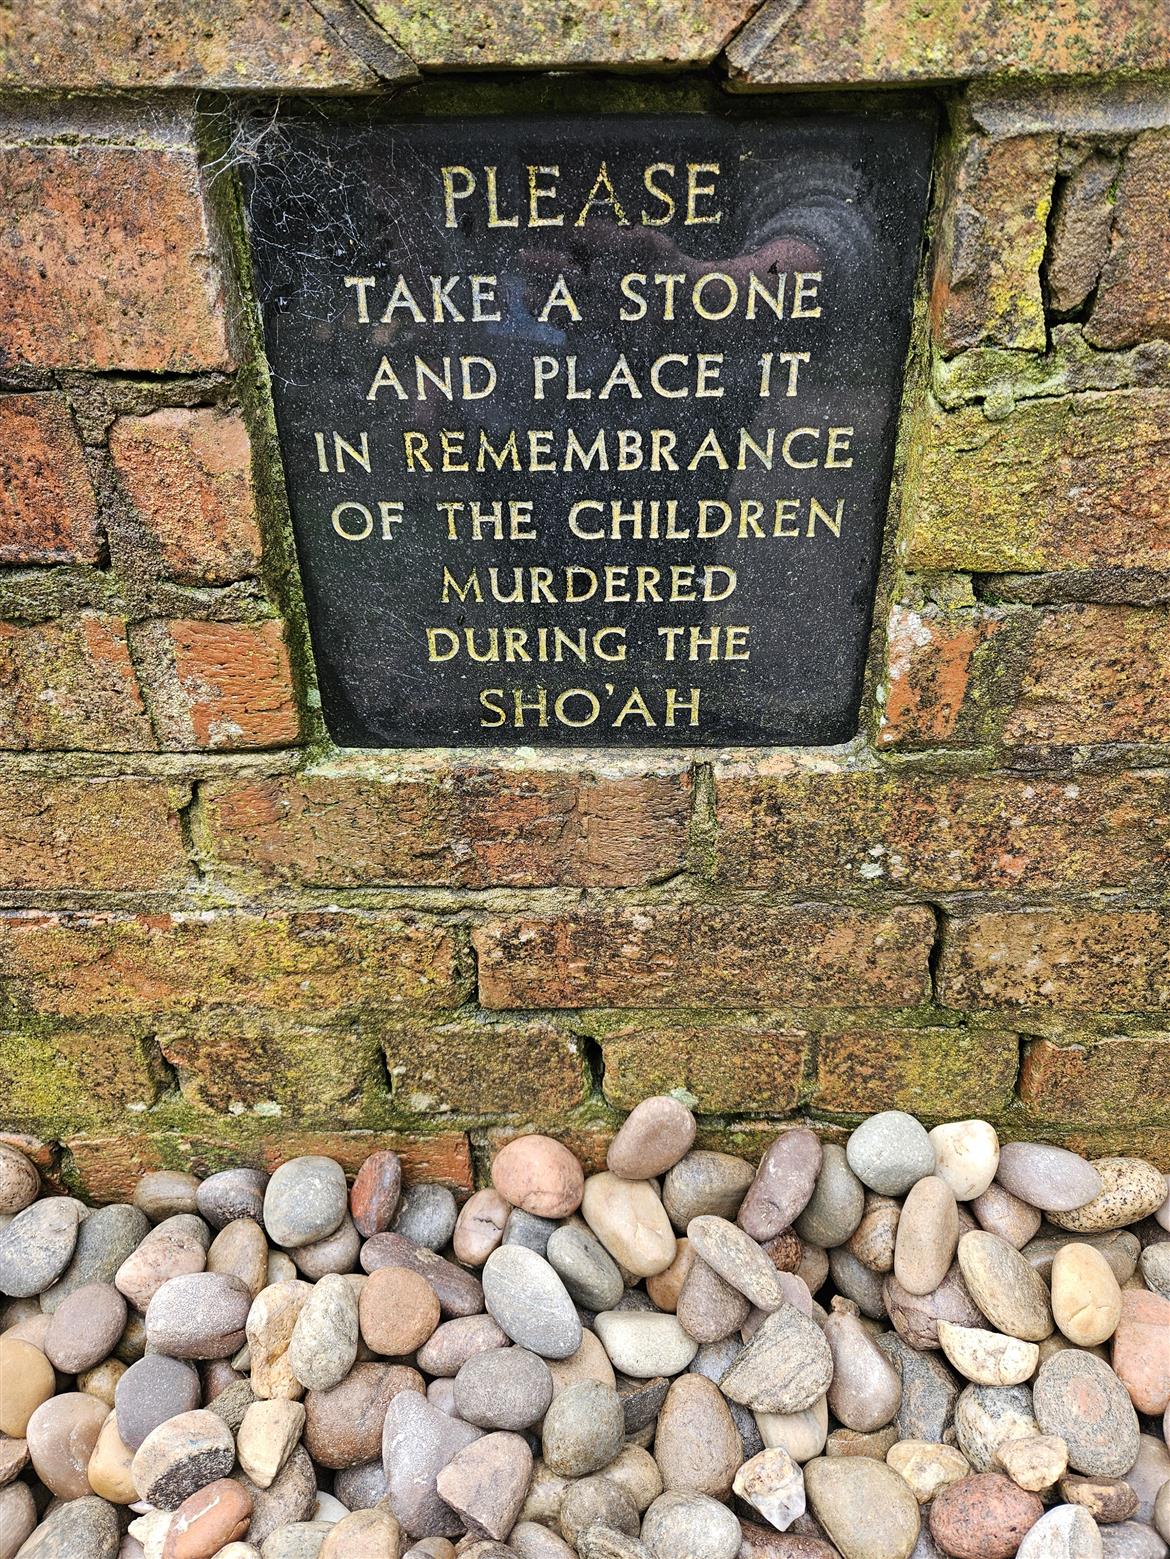 PLEASE
TAKE A STONE
AND PLACE IT
IN REMEMBRANCE
OF THE CHILDREN
MURDERED
DURING THE
SHO'AH